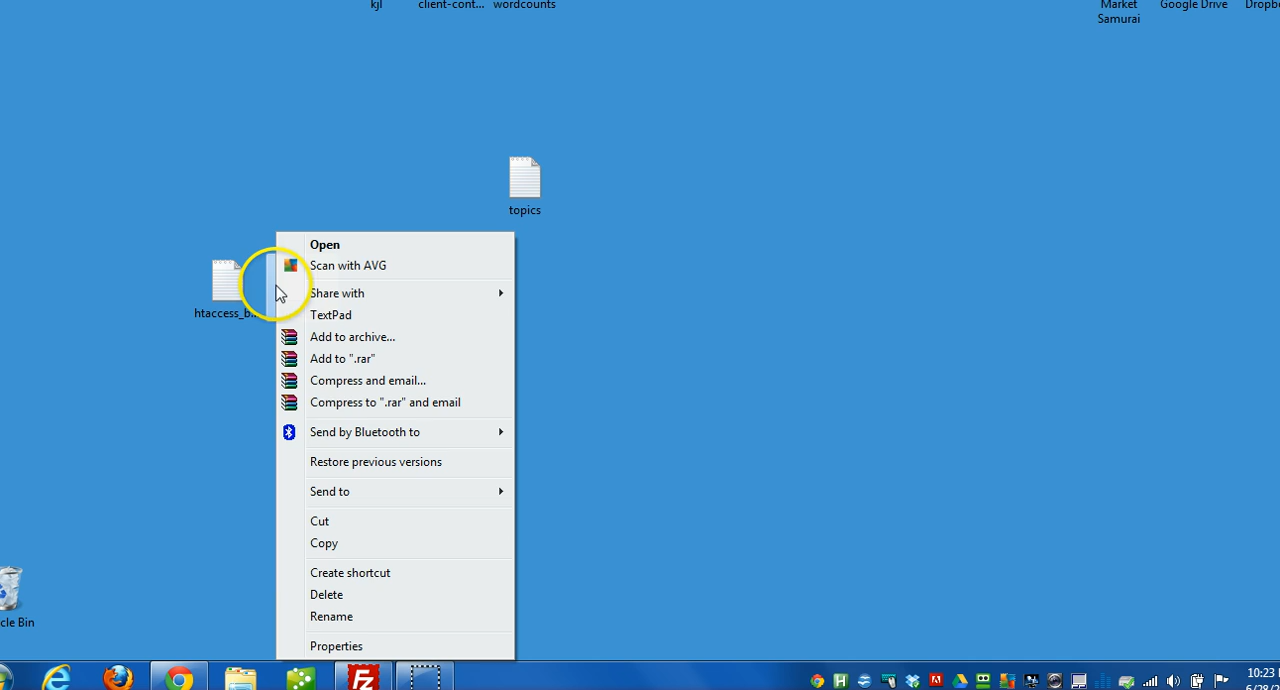 kjl
client-cont...
wordcounts
Market
Samurai
Google Drive
topics
htaccess_b...
Open
Scan with AVG
Share with
TextPad
Add to archive...
Add to ".rar"
Compress and email...
Compress to ".rar" and email
Send by Bluetooth to
Restore previous versions
Send to
Cut
Copy
Create shortcut
Delete
Rename
Properties
cle Bin
FZ
H
10:23